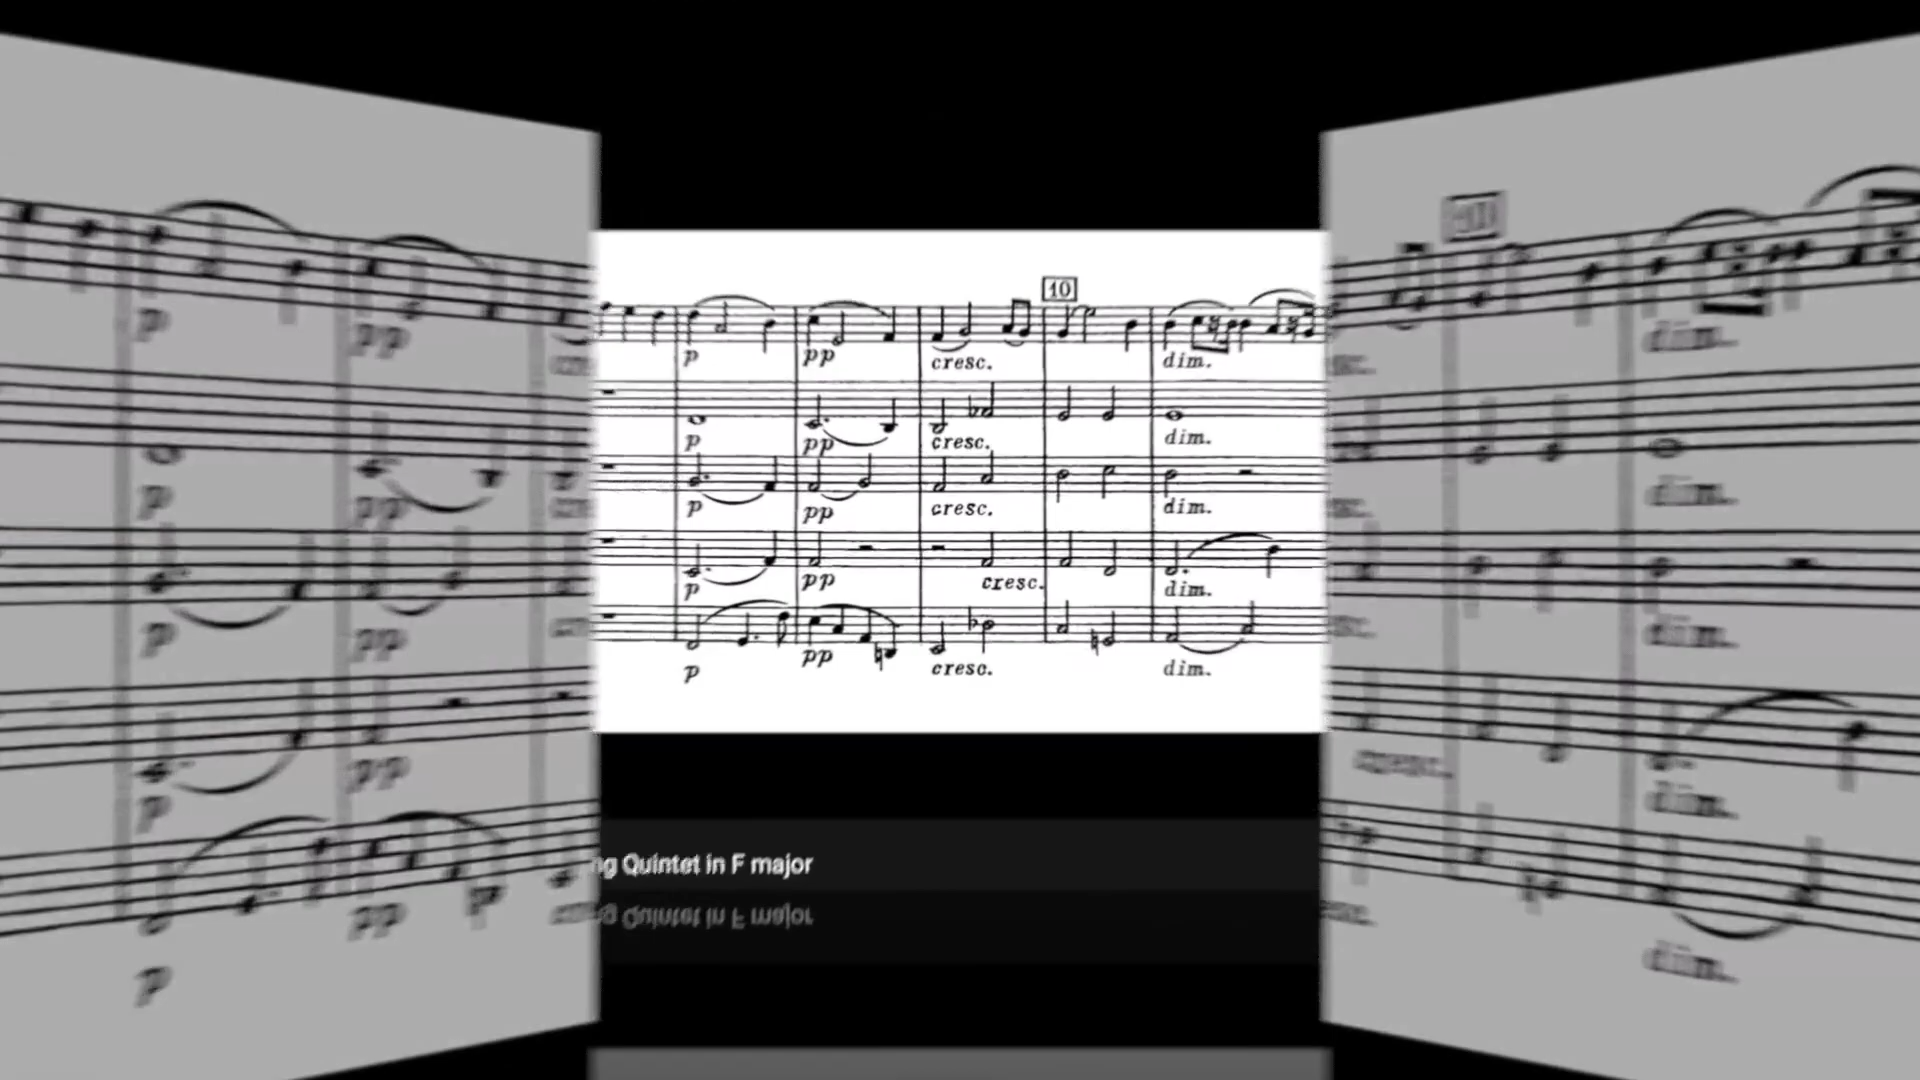 10
p pp cresc. dim.
p pp cresc. dim.
p pp cresc. dim.
p pp cresc. dim.
p pp cresc. dim.
ng Quintet in F major